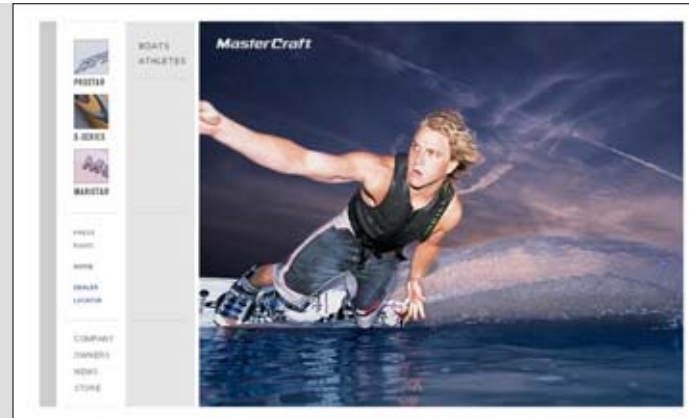 PROSTAR
X-SERIES
MARISTAR
PRESS
ROOM
HOME
DEALER
LOCATOR
COMPANY
OWNERS
NEWS
STORE
BOATS
ATHLETES
MasterCraft